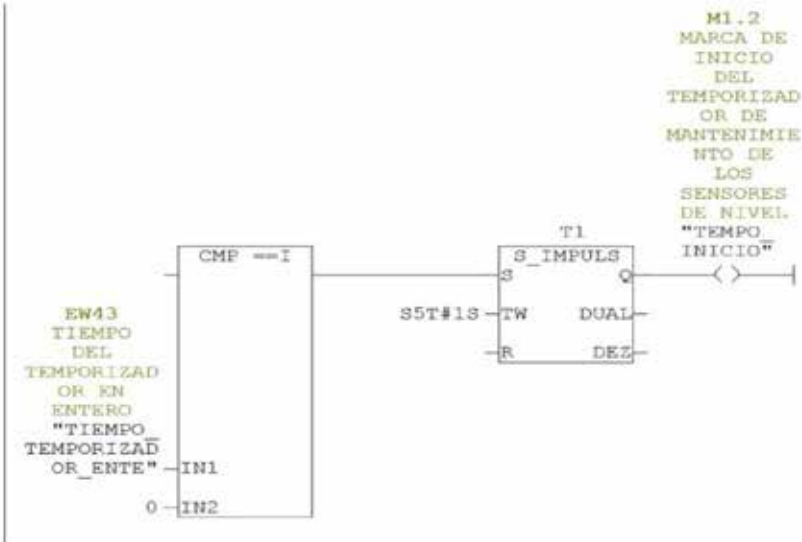 M1.2
MARCA DE
INICIO
DEL
TEMPORIZAD
OR DE
MANTENIMIE
NTO DE
LOS
SENSORES
DE NIVEL
"TEMPO_
INICIO"
T1
CMP ==I
S_IMPULS
S
Q
EW43
TIEMPO
DEL
TEMPORIZAD
OR EN
ENTERO
"TIEMPO_
TEMPORIZAD
OR_ENTE"
S5T#1S
TW
DUAL
R
DEZ
IN1
0
IN2